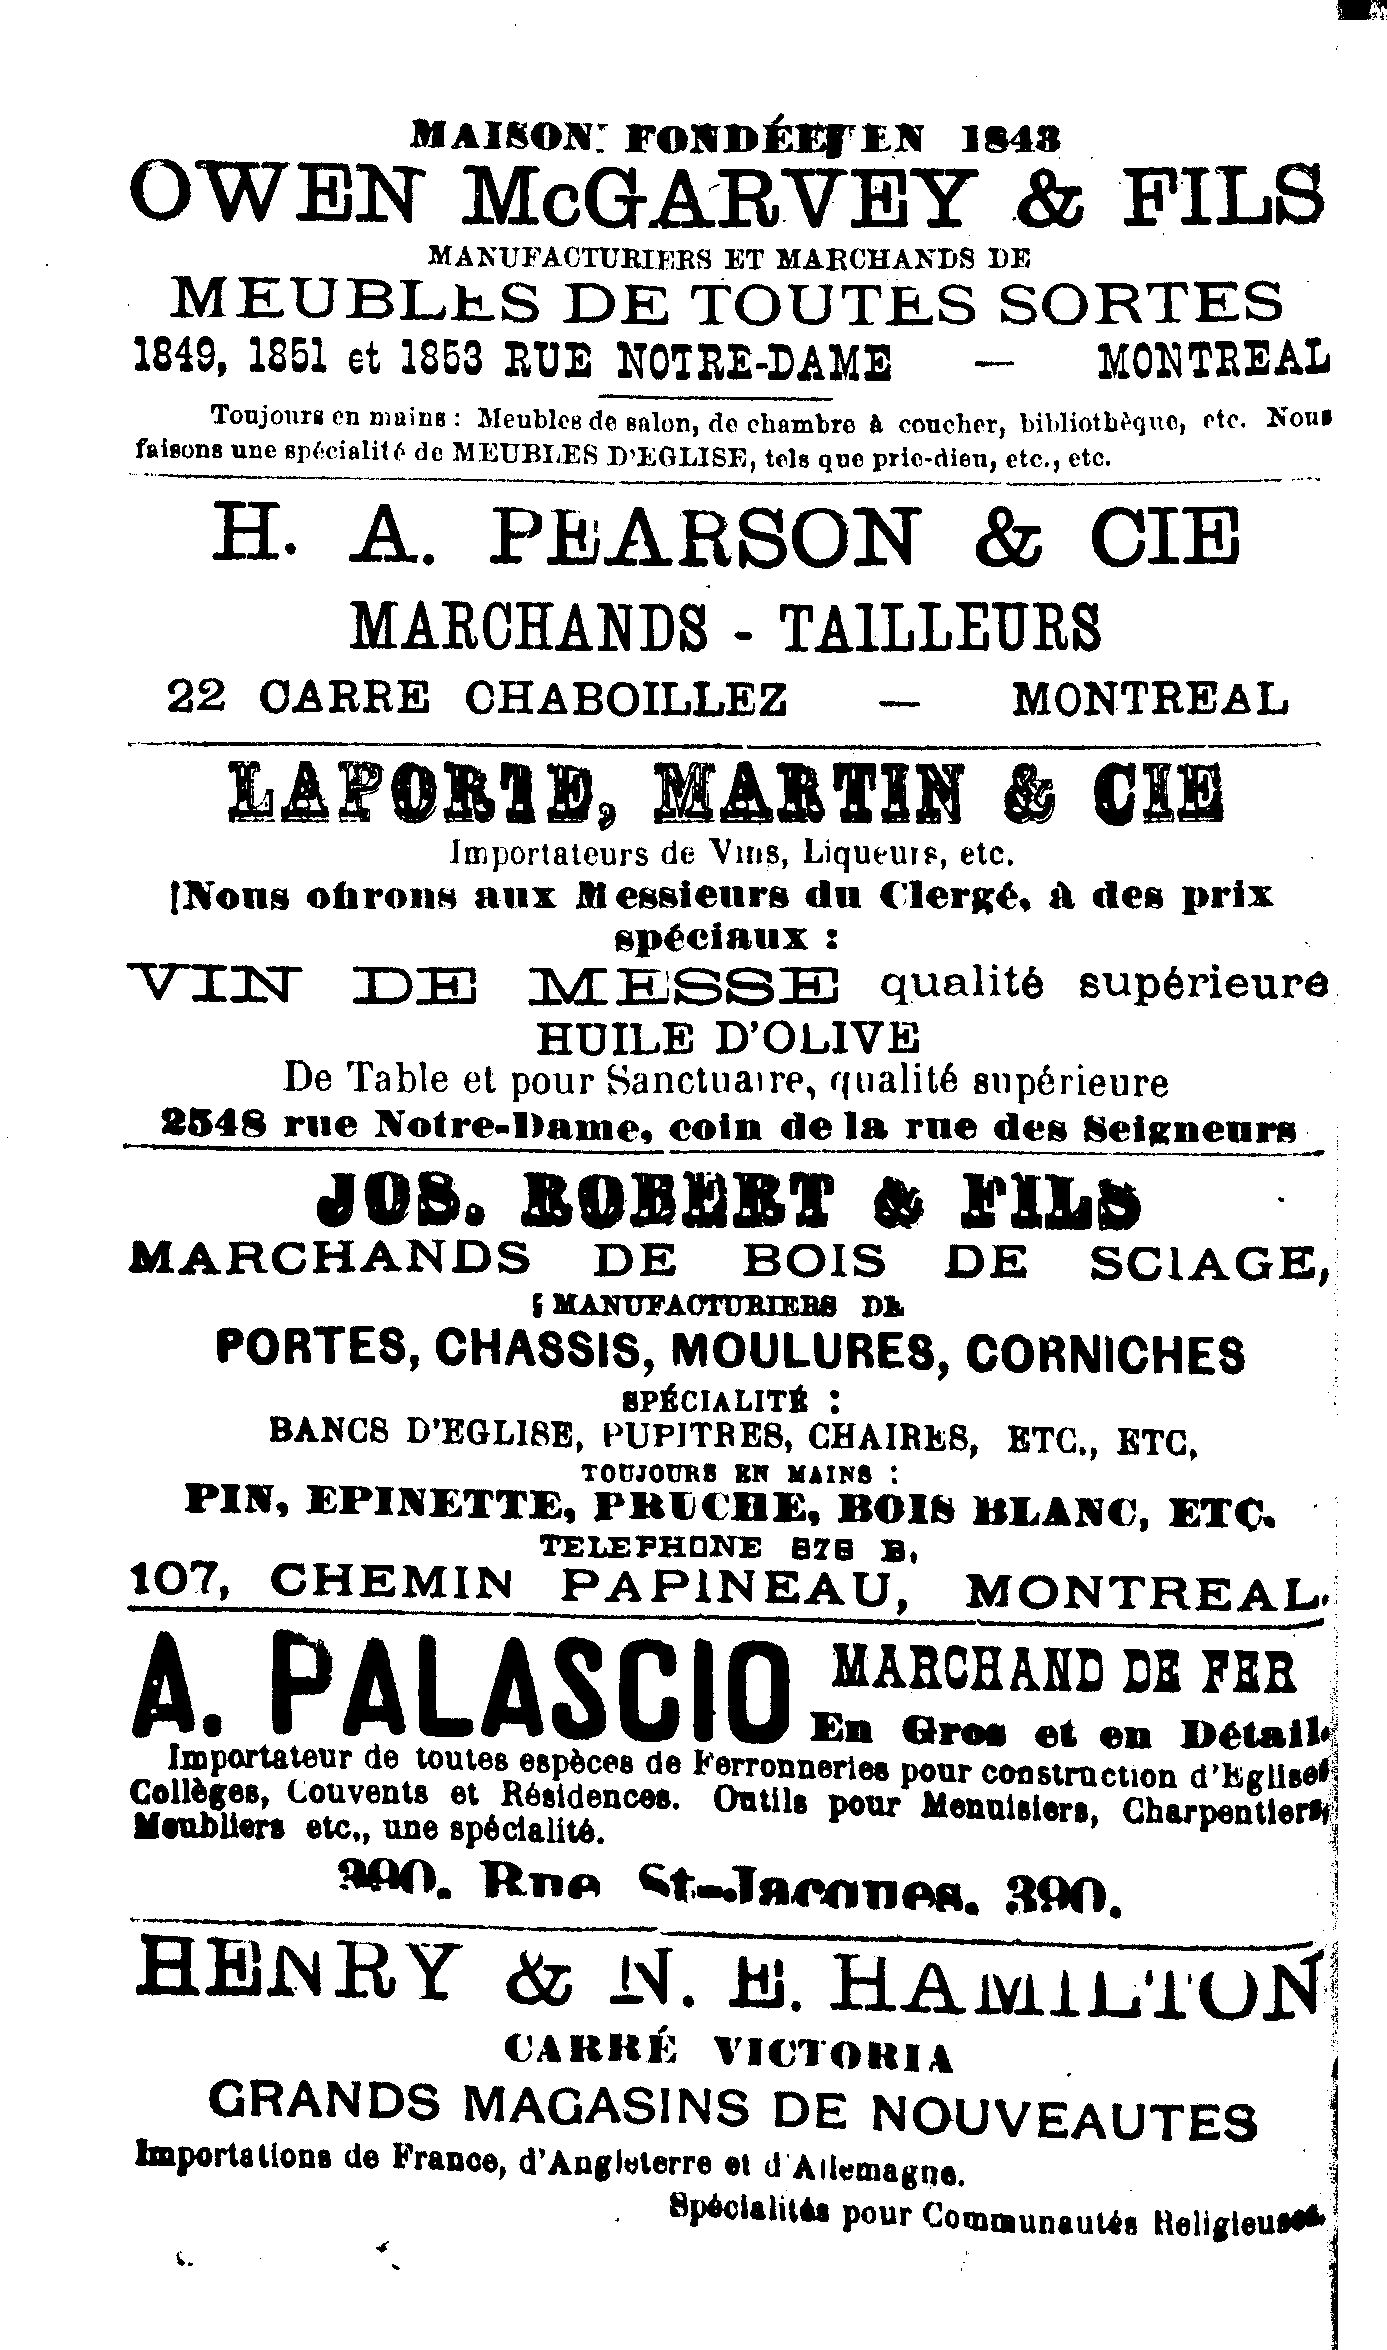 MAISON FONDÉE EN 1843
OWEN McGARVEY & FILS
MANUFACTURIERS ET MARCHANDS DE
MEUBLES DE TOUTES SORTES
1849, 1851 et 1853 RUE NOTRE-DAME — MONTREAL
Toujours en mains : Meubles de salon, de chambre à coucher, bibliothèque, etc. Nous
faisons une spécialité de MEUBLES D'EGLISE, tels que prie-dieu, etc., etc.
H. A. PEARSON & CIE
MARCHANDS - TAILLEURS
22 CARRE CHABOILLEZ — MONTREAL
LAPORTE, MARTIN & CIE
Importateurs de Vins, Liqueurs, etc.
Nous offrons aux Messieurs du Clergé, à des prix
spéciaux :
VIN DE MESSE qualité supérieure
HUILE D'OLIVE
De Table et pour Sanctuaire, qualité supérieure
2548 rue Notre-Dame, coin de la rue des Seigneurs
JOS. ROBERT & FILS
MARCHANDS DE BOIS DE SCIAGE,
MANUFACTURIERS DE
PORTES, CHASSIS, MOULURES, CORNICHES
SPÉCIALITÉ :
BANCS D'EGLISE, PUPITRES, CHAIRES, ETC., ETC,
TOUJOURS EN MAINS :
PIN, EPINETTE, PRUCHE, BOIS BLANC, ETC.
TELEPHONE 878 B.
107, CHEMIN PAPINEAU, MONTREAL.
A. PALASCIO MARCHAND DE FER
En Gros et en Détail.
Importateur de toutes espèces de Ferronneries pour construction d'Eglises,
Collèges, Couvents et Résidences. Outils pour Menuisiers, Charpentiers,
Meubliers etc., une spécialité.
390. Rue St-Jacques. 390.
HENRY & N. E. HAMILTON
CARRÉ VICTORIA
GRANDS MAGASINS DE NOUVEAUTES
Importations de France, d'Angleterre et d'Allemagne.
Spécialités pour Communautés Religieuses.